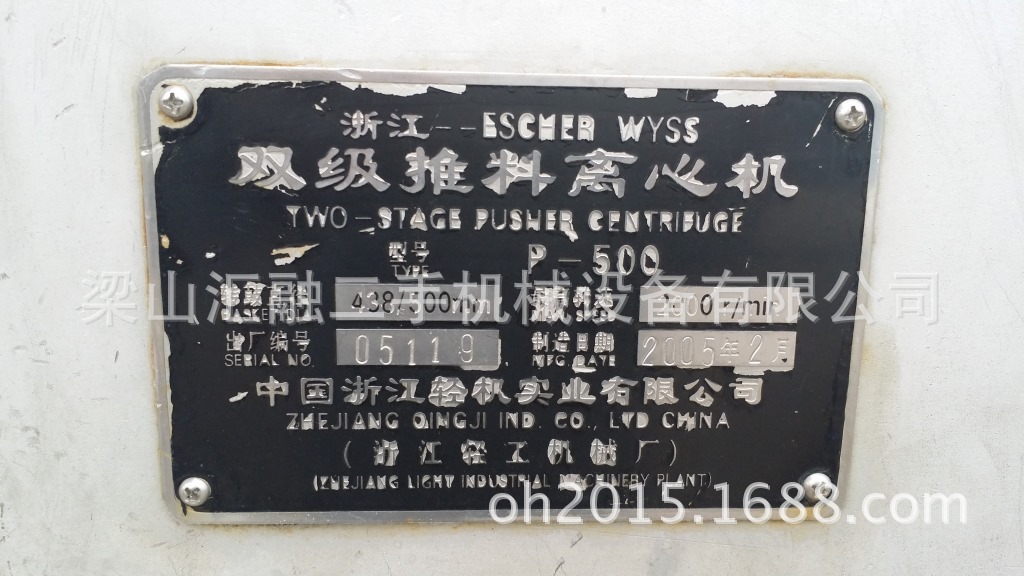 浙江--ESCHER WYSS
双级推料离心机
TWO-STAGE PUSHER CENTRIFUGE
型号 P-500
TYPE
438/500mm
出厂编号 05119 制造日期 2005年2月
SERIAL NO. MFG DATE
中国浙江轻机实业有限公司
ZHEJIANG QINGJI IND. CO., LTD CHINA
(浙江轻工机械厂)
(ZHEJIANG LIGHT INDUSTRIAL MACHINERY PLANT)
梁山汇融二手机械设备有限公司
oh2015.1688.com